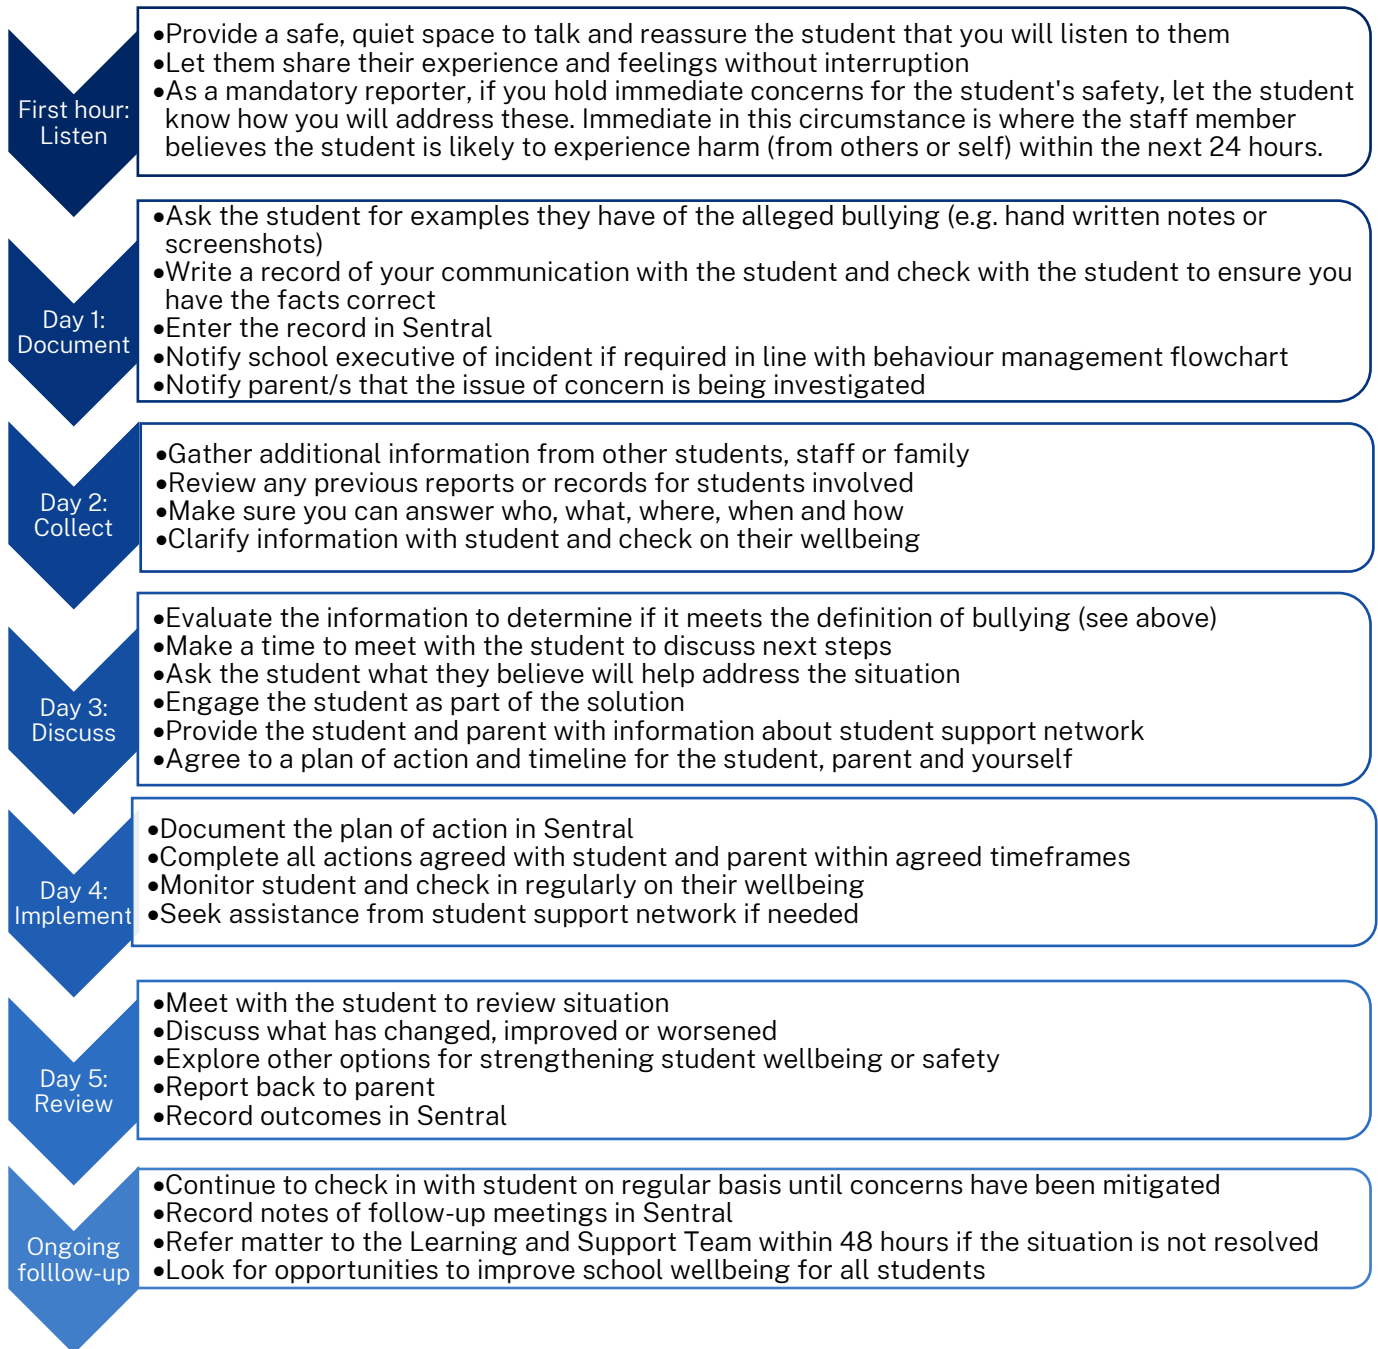 First hour:
Listen
•Provide a safe, quiet space to talk and reassure the student that you will listen to them
•Let them share their experience and feelings without interruption
•As a mandatory reporter, if you hold immediate concerns for the student's safety, let the student
know how you will address these. Immediate in this circumstance is where the staff member
believes the student is likely to experience harm (from others or self) within the next 24 hours.
Day 1:
Document
•Ask the student for examples they have of the alleged bullying (e.g. hand written notes or
screenshots)
•Write a record of your communication with the student and check with the student to ensure you
have the facts correct
•Enter the record in Sentral
•Notify school executive of incident if required in line with behaviour management flowchart
•Notify parent/s that the issue of concern is being investigated
Day 2:
Collect
•Gather additional information from other students, staff or family
•Review any previous reports or records for students involved
•Make sure you can answer who, what, where, when and how
•Clarify information with student and check on their wellbeing
Day 3:
Discuss
•Evaluate the information to determine if it meets the definition of bullying (see above)
•Make a time to meet with the student to discuss next steps
•Ask the student what they believe will help address the situation
•Engage the student as part of the solution
•Provide the student and parent with information about student support network
•Agree to a plan of action and timeline for the student, parent and yourself
Day 4:
Implement
•Document the plan of action in Sentral
•Complete all actions agreed with student and parent within agreed timeframes
•Monitor student and check in regularly on their wellbeing
•Seek assistance from student support network if needed
Day 5:
Review
•Meet with the student to review situation
•Discuss what has changed, improved or worsened
•Explore other options for strengthening student wellbeing or safety
•Report back to parent
•Record outcomes in Sentral
Ongoing
folllow-up
•Continue to check in with student on regular basis until concerns have been mitigated
•Record notes of follow-up meetings in Sentral
•Refer matter to the Learning and Support Team within 48 hours if the situation is not resolved
•Look for opportunities to improve school wellbeing for all students